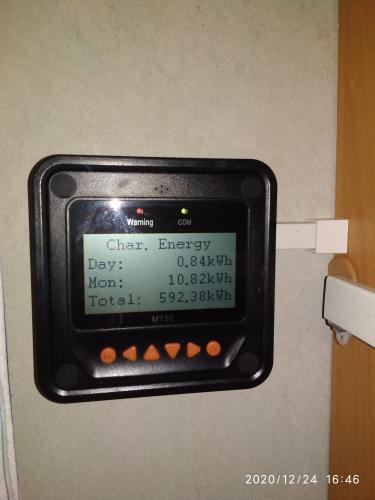 Warning COM
Char. Energy
Day: 0.84kWh
Mon: 10.82kWh
Total: 592.38kWh
MT50
2020/12/24 16:46